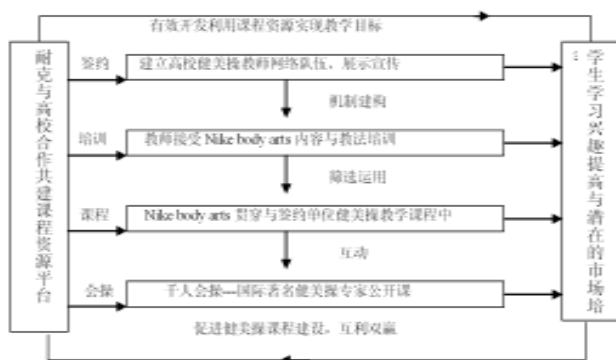 有效开发利用课程资源实现教学目标
耐克与高校合作共建课程资源平台
签约
建立高校健美操教师网络队伍,展示宣传
机制建构
培训
教师接受 Nike body arts 内容与教法培训
筛选运用
课程
Nike body arts 贯穿与签约单位健美操教学课程中
互动
会操
千人会操---国际著名健美操专家公开课
促进健美操课程建设,互利双赢
学生学习兴趣提高与潜在的市场培